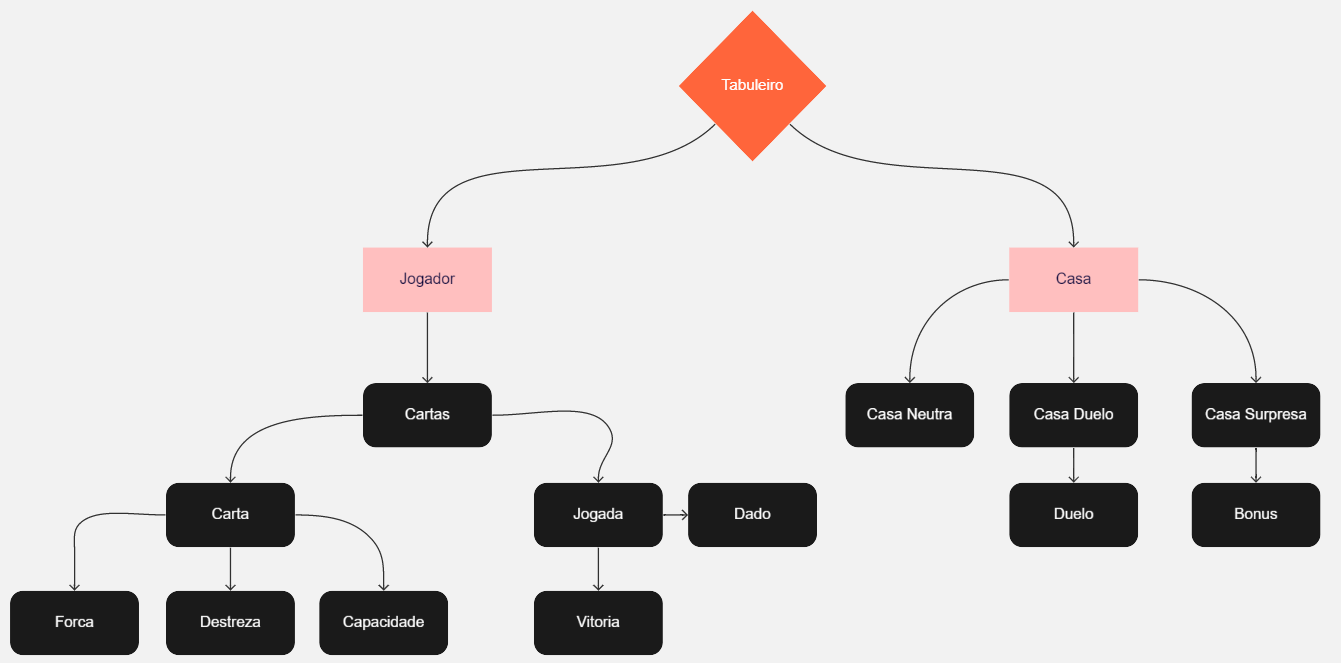 Tabuleiro
Jogador
Casa
Cartas
Casa Neutra
Casa Duelo
Casa Surpresa
Carta
Jogada
Dado
Duelo
Bonus
Forca
Destreza
Capacidade
Vitoria